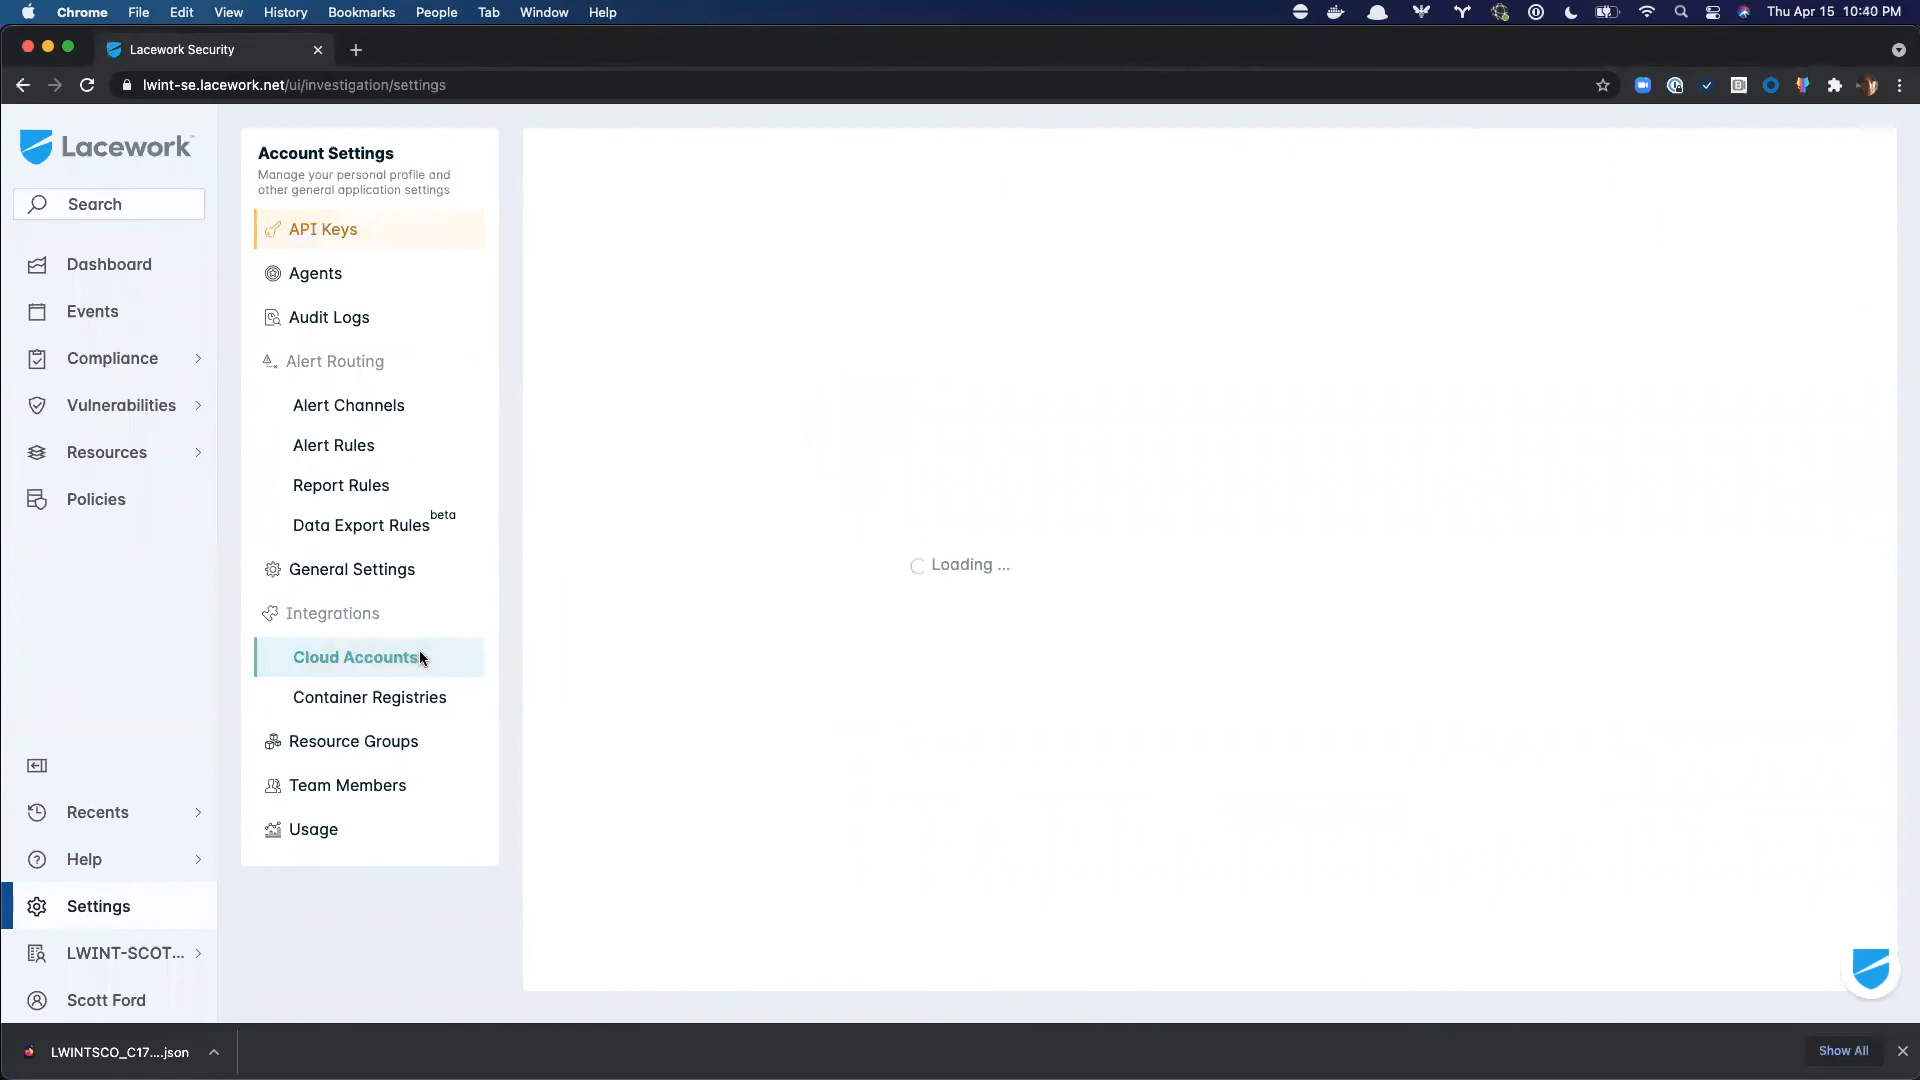 Chrome File Edit View History Bookmarks People Tab Window Help
Thu Apr 15 10:40 PM
Lacework Security
lwint-se.lacework.net/ui/investigation/settings
Lacework
Search
Dashboard
Events
Compliance
Vulnerabilities
Resources
Policies
Recents
Help
Settings
LWINT-SCOT...
Scott Ford
Account Settings
Manage your personal profile and
other general application settings
API Keys
Agents
Audit Logs
Alert Routing
Alert Channels
Alert Rules
Report Rules
Data Export Rules beta
General Settings
Integrations
Cloud Accounts
Container Registries
Resource Groups
Team Members
Usage
Loading ...
LWINTSCO_C17....json
Show All